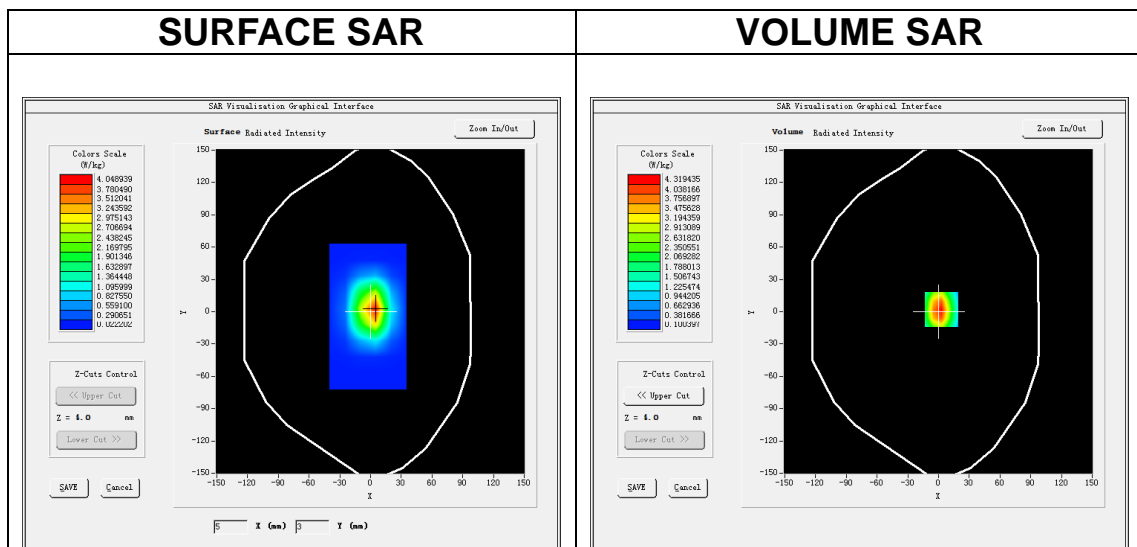 SURFACE SAR
VOLUME SAR
SAR Visualisation Graphical Interface
Surface Radiated Intensity
Zoom In/Out
Colors Scale
(W/kg)
4.048939
3.780490
3.512041
3.243592
2.975143
2.706694
2.438245
2.169795
1.901346
1.632897
1.364448
1.095999
0.827550
0.559100
0.290651
0.022202
Z-Cuts Control
<< Upper Cut
Z = 4.0 mm
Lower Cut >>
SAVE
Cancel
150
120
90
60
30
0
-30
-60
-90
-120
-150
Y
-150 -120 -90 -60 -30 0 30 60 90 120 150
X
5 X (mm) 3 Y (mm)
SAR Visualisation Graphical Interface
Volume Radiated Intensity
Zoom In/Out
Colors Scale
(W/kg)
4.319435
4.038166
3.756897
3.475628
3.194359
2.913089
2.631820
2.350551
2.069282
1.788013
1.506743
1.225474
0.944205
0.662936
0.381666
0.100397
Z-Cuts Control
<< Upper Cut
Z = 4.0 mm
Lower Cut >>
SAVE
Cancel
150
120
90
60
30
0
-30
-60
-90
-120
-150
Y
-150 -120 -90 -60 -30 0 30 60 90 120 150
X